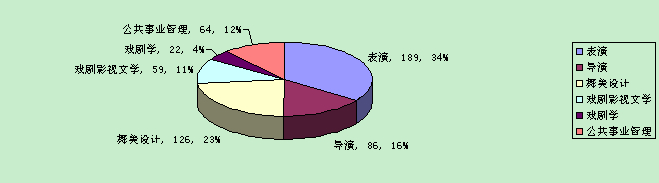 公共事业管理, 64, 12%
戏剧学, 22, 4%
戏剧影视文学, 59, 11%
舞美设计, 126, 23%
导演, 86, 16%
表演, 189, 34%
表演
导演
舞美设计
戏剧影视文学
戏剧学
公共事业管理